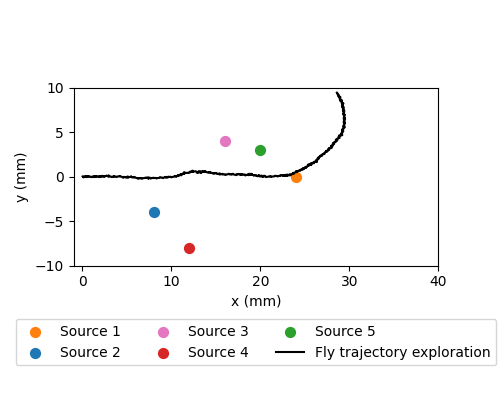 10
5
0
−5
−10
y (mm)
0 10 20 30 40
x (mm)
Source 1 Source 3 Source 5
Source 2 Source 4 Fly trajectory exploration